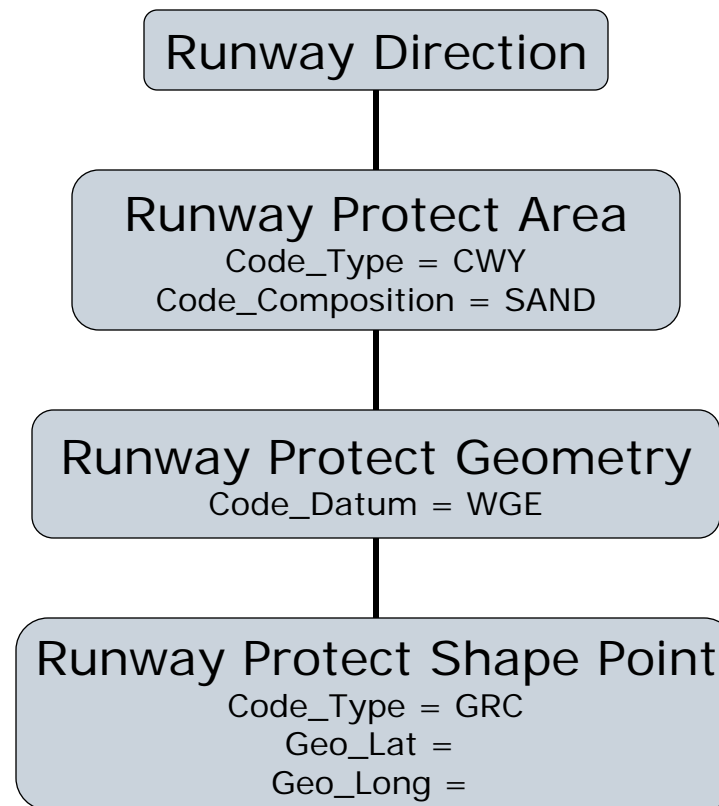 Runway Direction
Runway Protect Area
Code_Type = CWY
Code_Composition = SAND
Runway Protect Geometry
Code_Datum = WGE
Runway Protect Shape Point
Code_Type = GRC
Geo_Lat =
Geo_Long =